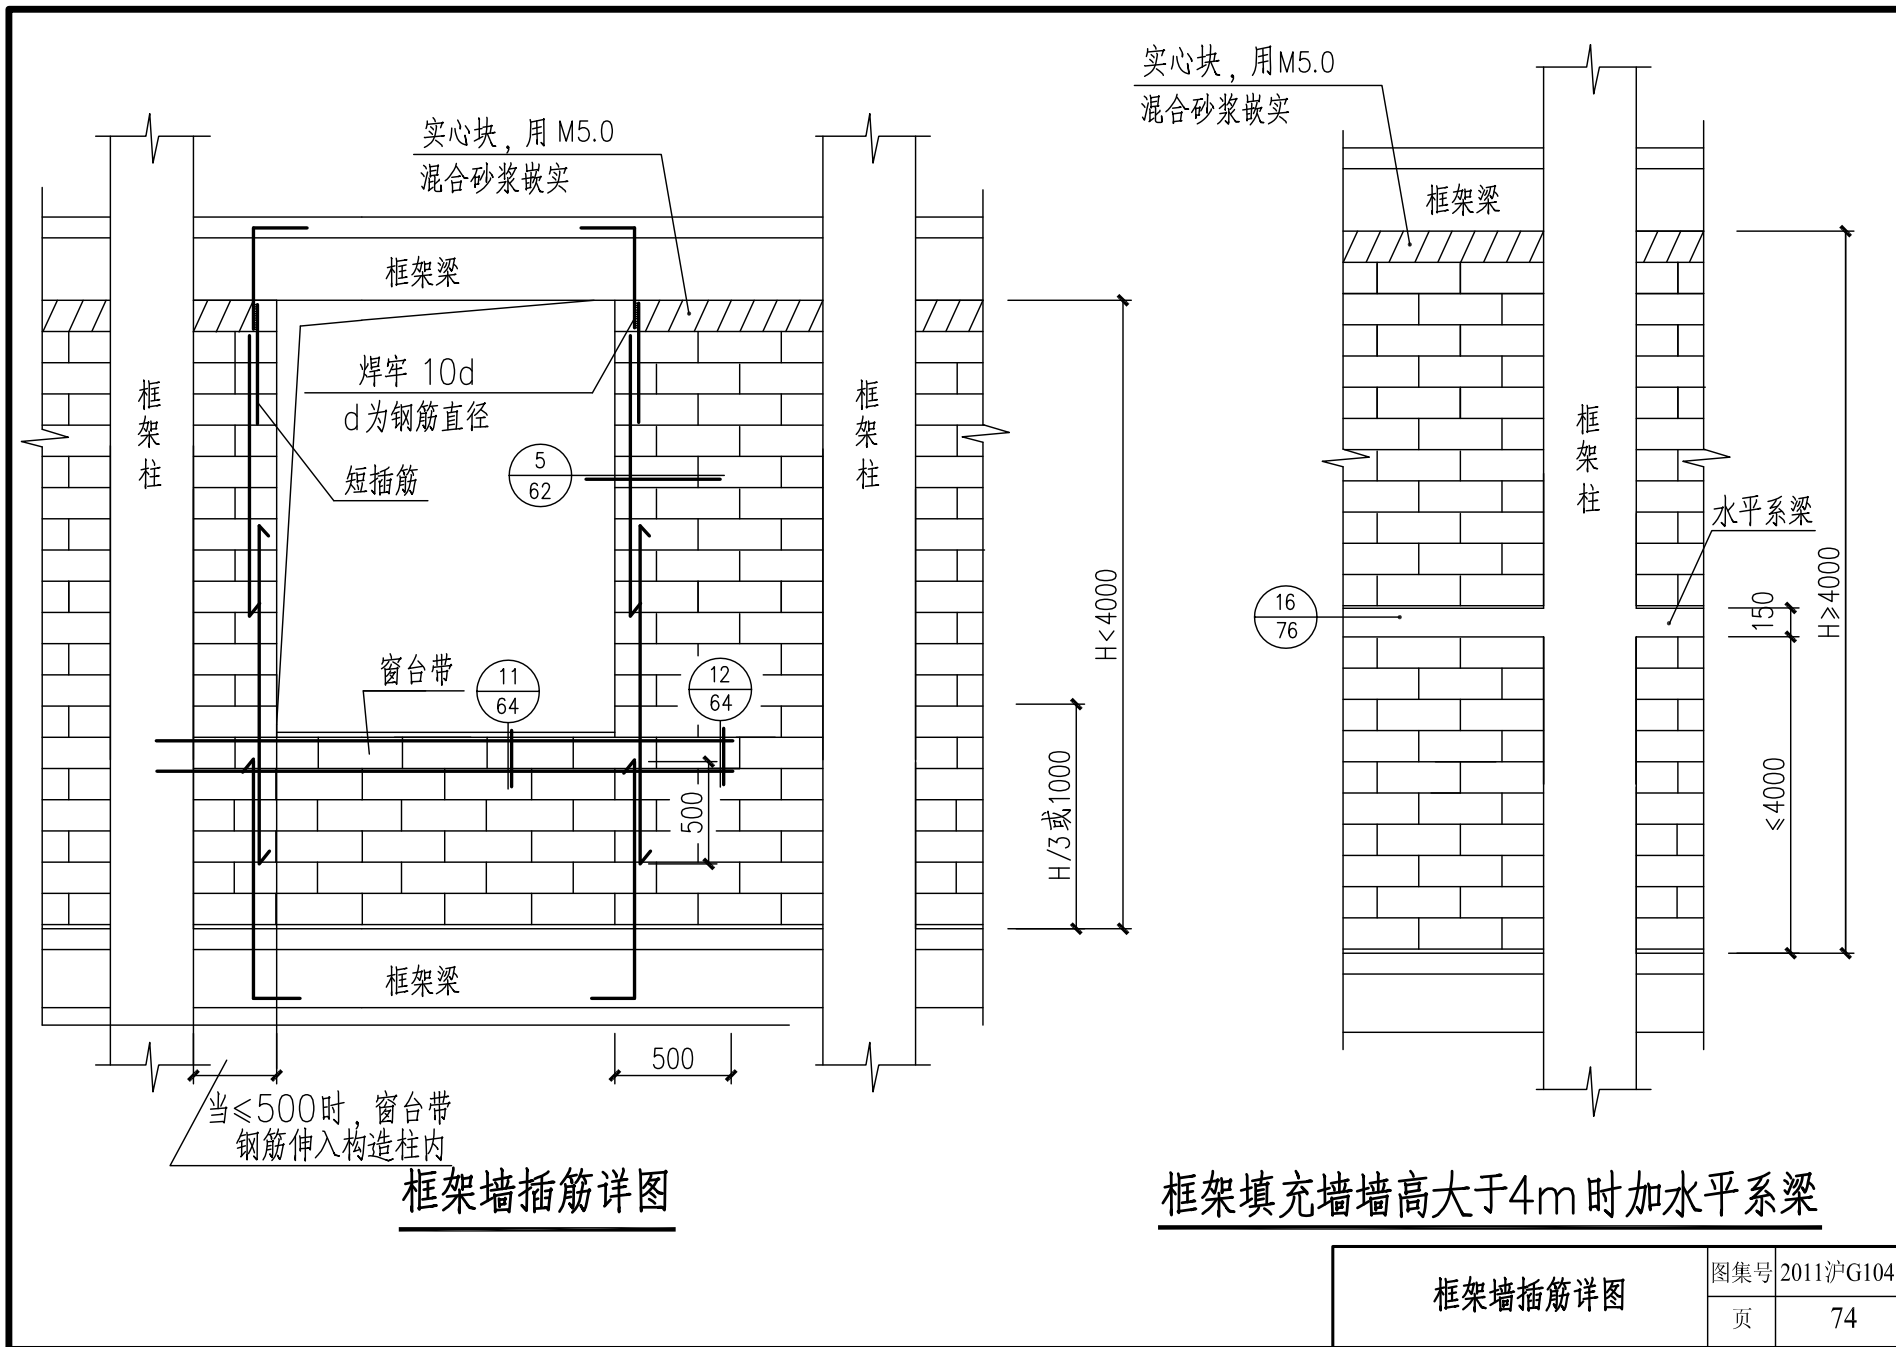 实心块，用 M5.0
混合砂浆嵌实
框架梁
焊牢 10d
d为钢筋直径
短插筋
框架柱
框架柱
5
62
窗台带
11
64
12
64
500
H<4000
H/3或1000
框架梁
500
当≤500时，窗台带
钢筋伸入构造柱内
框架墙插筋详图
实心块，用M5.0
混合砂浆嵌实
框架梁
框架柱
水平系梁
16
76
150
H≥4000
≤4000
框架填充墙墙高大于4m时加水平系梁
框架墙插筋详图
图集号 2011沪G104
页 74